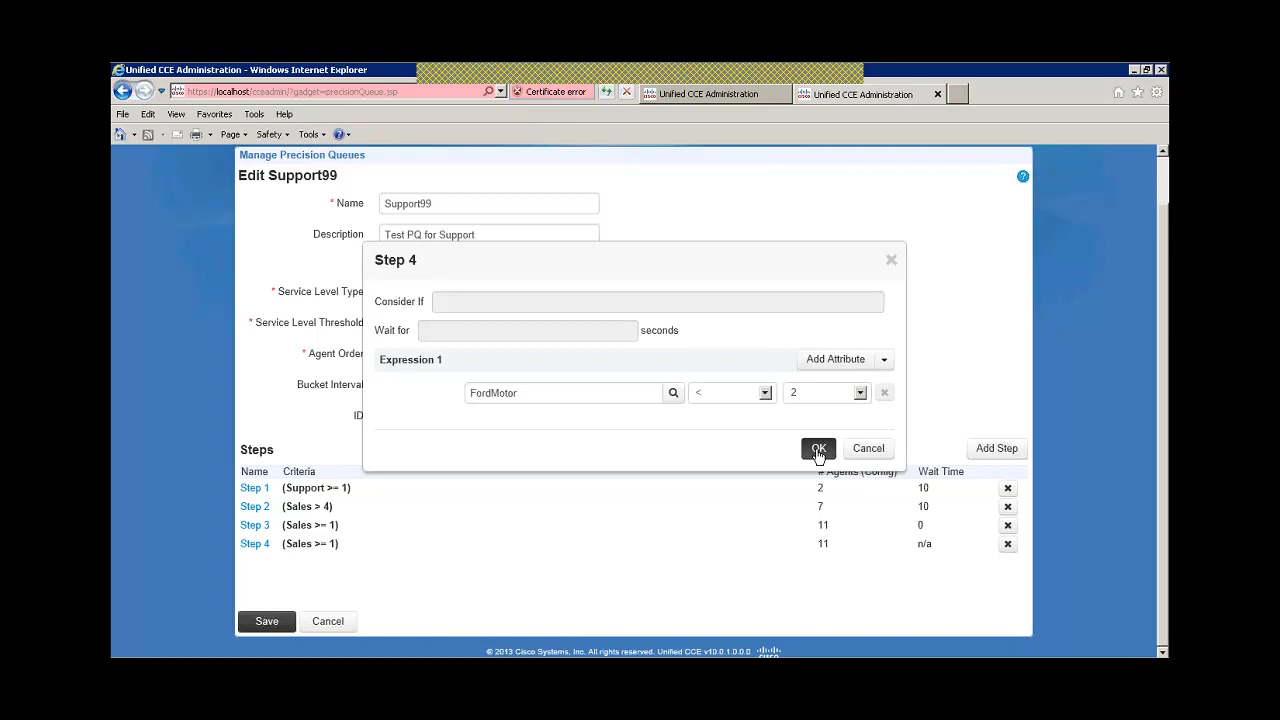 Unified CCE Administration - Windows Internet Explorer
https://localhost/cceadmin/?gadget=precisionQueue.jsp
Certificate error
Unified CCE Administration
Unified CCE Administration
File Edit View Favorites Tools Help
Page Safety Tools
Manage Precision Queues
Edit Support99
* Name Support99
Description Test PQ for Support
* Service Level Type
* Service Level Threshold
* Agent Order
Bucket Interval
ID
Step 4
Consider If
Wait for seconds
Expression 1 Add Attribute
FordMotor < 2
OK Cancel
Steps Add Step
Name Criteria # Agents (Config) Wait Time
Step 1 (Support >= 1) 2 10
Step 2 (Sales > 4) 7 10
Step 3 (Sales >= 1) 11 0
Step 4 (Sales >= 1) 11 n/a
Save Cancel
© 2013 Cisco Systems, Inc. All rights reserved. Unified CCE v10.0.1.0.0.0